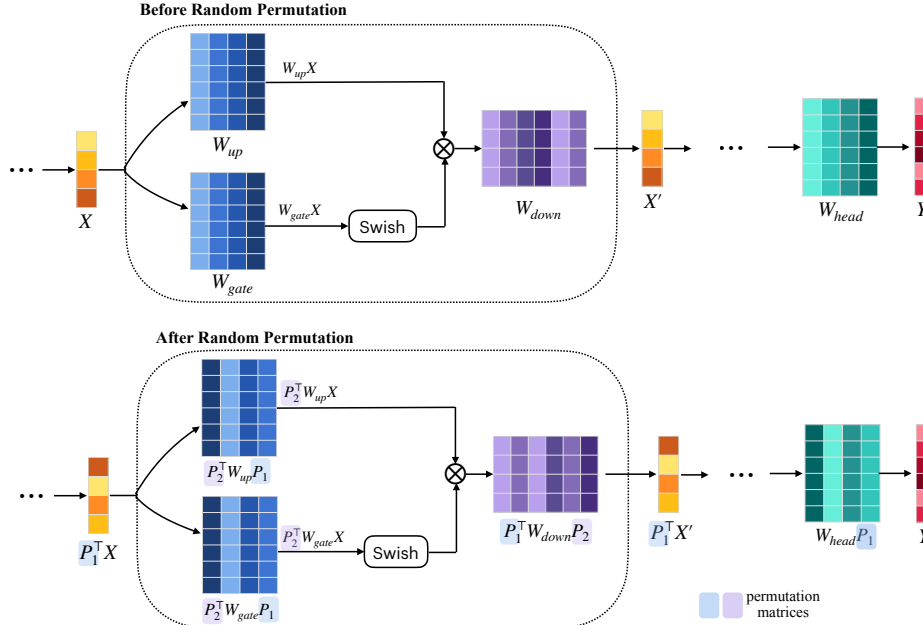 Before Random Permutation
W_up X
W_up
X
W_gate X
Swish
W_gate
W_down
X′
W_head
Y
After Random Permutation
P_2^⊤ W_up X
P_2^⊤ W_up P_1
P_1^⊤ X
P_2^⊤ W_gate X
Swish
P_2^⊤ W_gate P_1
P_1^⊤ W_down P_2
P_1^⊤ X′
W_head P_1
Y
permutation
matrices